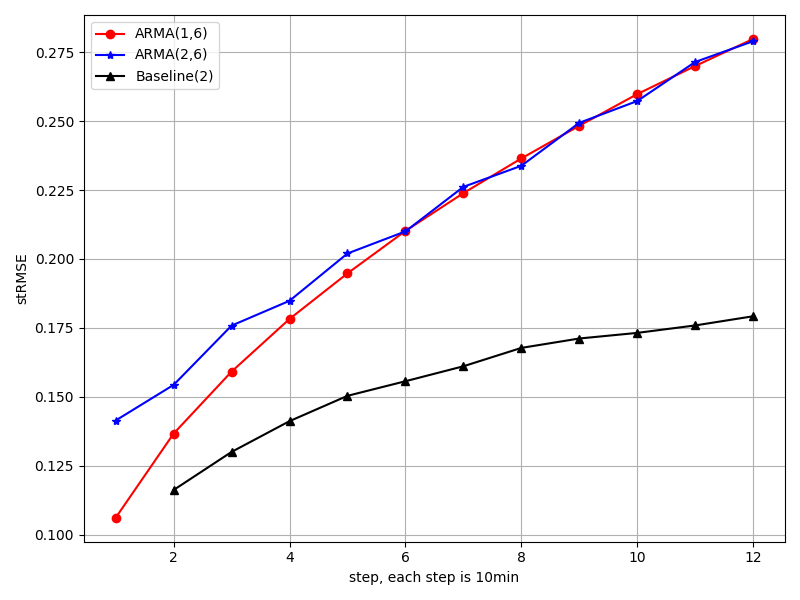 ARMA(1,6)
ARMA(2,6)
Baseline(2)
stRMSE
0.275
0.250
0.225
0.200
0.175
0.150
0.125
0.100
2 4 6 8 10 12
step, each step is 10min